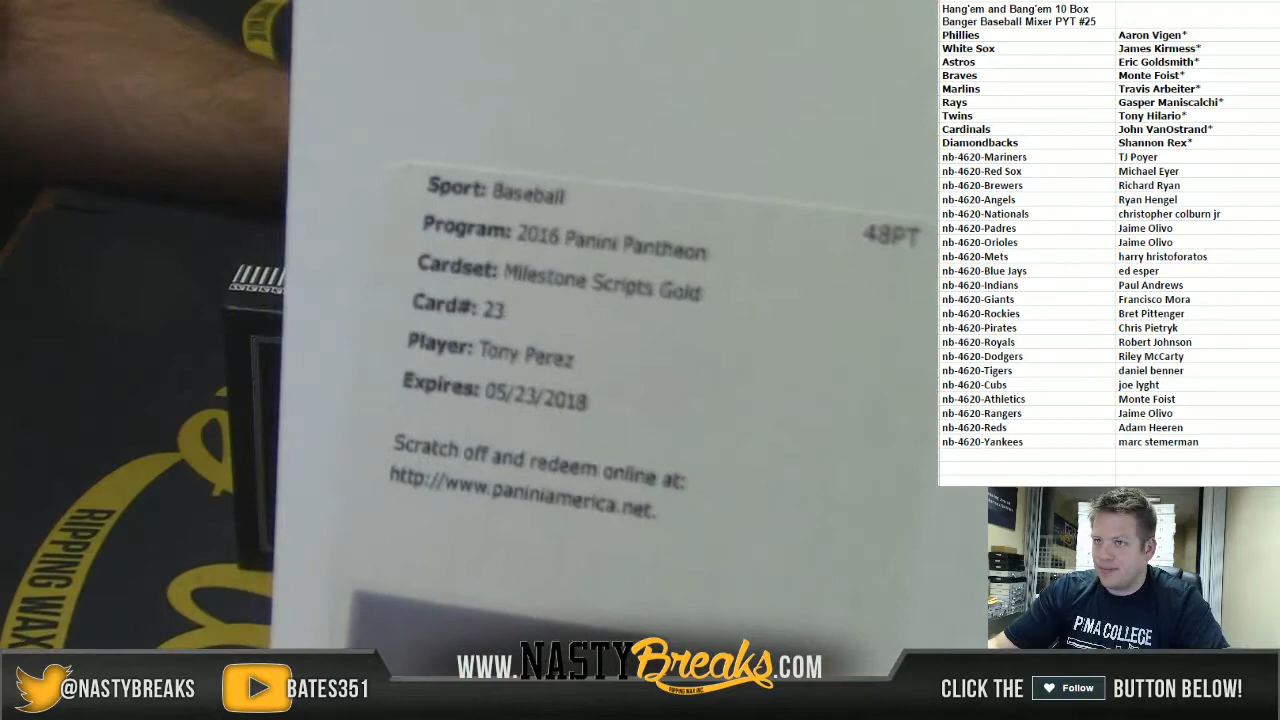 Hang'em and Bang'em 10 Box
Banger Baseball Mixer PYT #25
Phillies Aaron Vigen*
White Sox James Kirmess*
Astros Eric Goldsmith*
Braves Monte Foist*
Marlins Travis Arbeiter*
Rays Gasper Maniscalchi*
Twins Tony Hilario*
Cardinals John VanOstrand*
Diamondbacks Shannon Rex*
nb-4620-Mariners TJ Poyer
nb-4620-Red Sox Michael Eyer
nb-4620-Brewers Richard Ryan
nb-4620-Angels Ryan Hengel
nb-4620-Nationals christopher colburn jr
nb-4620-Padres Jaime Olivo
nb-4620-Orioles Jaime Olivo
nb-4620-Mets harry hristoforatos
nb-4620-Blue Jays ed esper
nb-4620-Indians Paul Andrews
nb-4620-Giants Francisco Mora
nb-4620-Rockies Bret Pittenger
nb-4620-Pirates Chris Pietryk
nb-4620-Royals Robert Johnson
nb-4620-Dodgers Riley McCarty
nb-4620-Tigers daniel benner
nb-4620-Cubs joe lyght
nb-4620-Athletics Monte Foist
nb-4620-Rangers Jaime Olivo
nb-4620-Reds Adam Heeren
nb-4620-Yankees marc stemerman
Sport: Baseball
48PT
Program: 2016 Panini Pantheon
Cardset: Milestone Scripts Gold
Card#: 23
Player: Tony Perez
Expires: 05/23/2018
Scratch off and redeem online at:
http://www.paniniamerica.net.
RIPPING WAX
PIMA COLLEGE
@NASTYBREAKS
BATES351
WWW.NASTYBreaks.COM
RIPPING WAX INC.
CLICK THE Follow BUTTON BELOW!